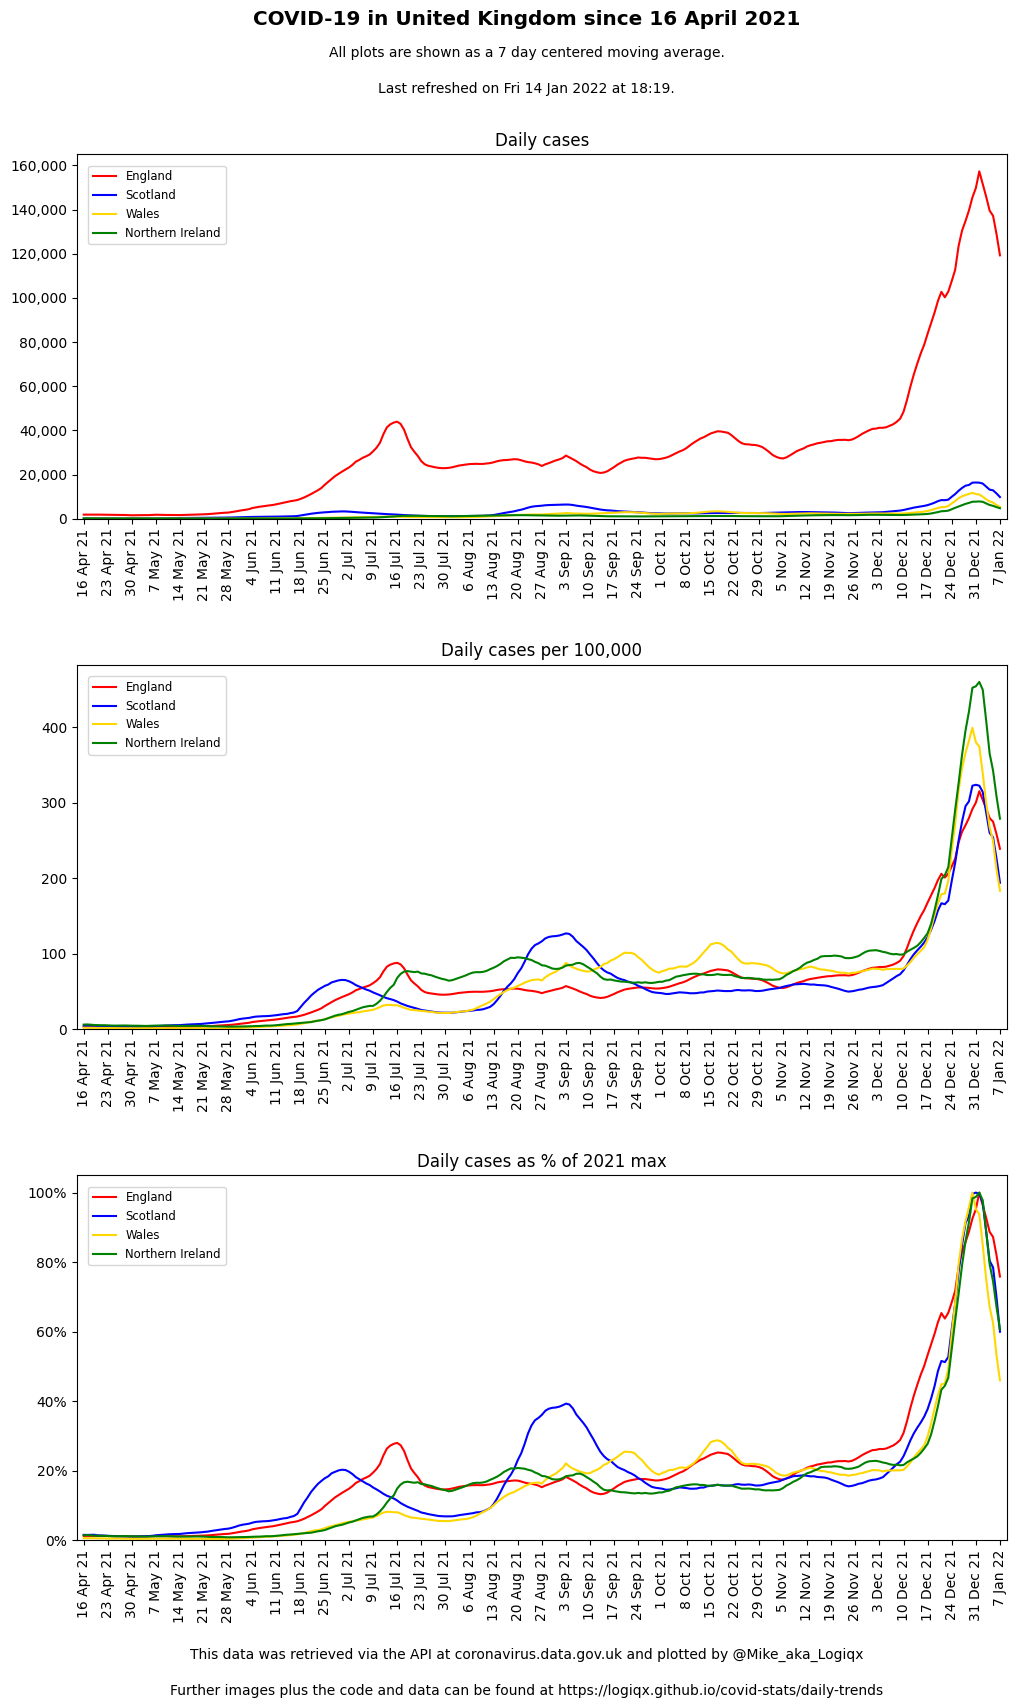 COVID-19 in United Kingdom since 16 April 2021
All plots are shown as a 7 day centered moving average.
Last refreshed on Fri 14 Jan 2022 at 18:19.
Daily cases
160,000
140,000
120,000
100,000
80,000
60,000
40,000
20,000
0
England
Scotland
Wales
Northern Ireland
16 Apr 21
23 Apr 21
30 Apr 21
7 May 21
14 May 21
21 May 21
28 May 21
4 Jun 21
11 Jun 21
18 Jun 21
25 Jun 21
2 Jul 21
9 Jul 21
16 Jul 21
23 Jul 21
30 Jul 21
6 Aug 21
13 Aug 21
20 Aug 21
27 Aug 21
3 Sep 21
10 Sep 21
17 Sep 21
24 Sep 21
1 Oct 21
8 Oct 21
15 Oct 21
22 Oct 21
29 Oct 21
5 Nov 21
12 Nov 21
19 Nov 21
26 Nov 21
3 Dec 21
10 Dec 21
17 Dec 21
24 Dec 21
31 Dec 21
7 Jan 22
Daily cases per 100,000
400
300
200
100
0
England
Scotland
Wales
Northern Ireland
16 Apr 21
23 Apr 21
30 Apr 21
7 May 21
14 May 21
21 May 21
28 May 21
4 Jun 21
11 Jun 21
18 Jun 21
25 Jun 21
2 Jul 21
9 Jul 21
16 Jul 21
23 Jul 21
30 Jul 21
6 Aug 21
13 Aug 21
20 Aug 21
27 Aug 21
3 Sep 21
10 Sep 21
17 Sep 21
24 Sep 21
1 Oct 21
8 Oct 21
15 Oct 21
22 Oct 21
29 Oct 21
5 Nov 21
12 Nov 21
19 Nov 21
26 Nov 21
3 Dec 21
10 Dec 21
17 Dec 21
24 Dec 21
31 Dec 21
7 Jan 22
Daily cases as % of 2021 max
100%
80%
60%
40%
20%
0%
England
Scotland
Wales
Northern Ireland
16 Apr 21
23 Apr 21
30 Apr 21
7 May 21
14 May 21
21 May 21
28 May 21
4 Jun 21
11 Jun 21
18 Jun 21
25 Jun 21
2 Jul 21
9 Jul 21
16 Jul 21
23 Jul 21
30 Jul 21
6 Aug 21
13 Aug 21
20 Aug 21
27 Aug 21
3 Sep 21
10 Sep 21
17 Sep 21
24 Sep 21
1 Oct 21
8 Oct 21
15 Oct 21
22 Oct 21
29 Oct 21
5 Nov 21
12 Nov 21
19 Nov 21
26 Nov 21
3 Dec 21
10 Dec 21
17 Dec 21
24 Dec 21
31 Dec 21
7 Jan 22
This data was retrieved via the API at coronavirus.data.gov.uk and plotted by @Mike_aka_Logiqx
Further images plus the code and data can be found at https://logiqx.github.io/covid-stats/daily-trends